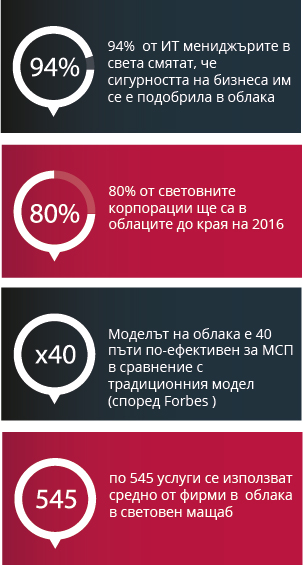 94%
94% от ИТ мениджърите в
света смятат, че
сигурността на бизнеса им
се е подобрила в облака
80%
80% от световните
корпорации ще са в
облаците до края на 2016
x40
Моделът на облака е 40
пъти по-ефективен за МСП
в сравнение с
традиционния модел
(според Forbes )
545
по 545 услуги се използват
средно от фирми в облака
в световен мащаб